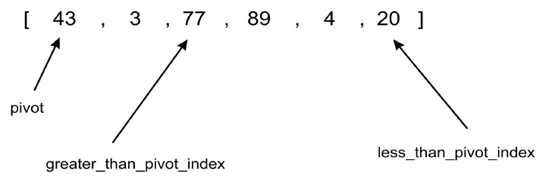 [ 43 , 3 , 77 , 89 , 4 , 20 ]
pivot
greater_than_pivot_index
less_than_pivot_index